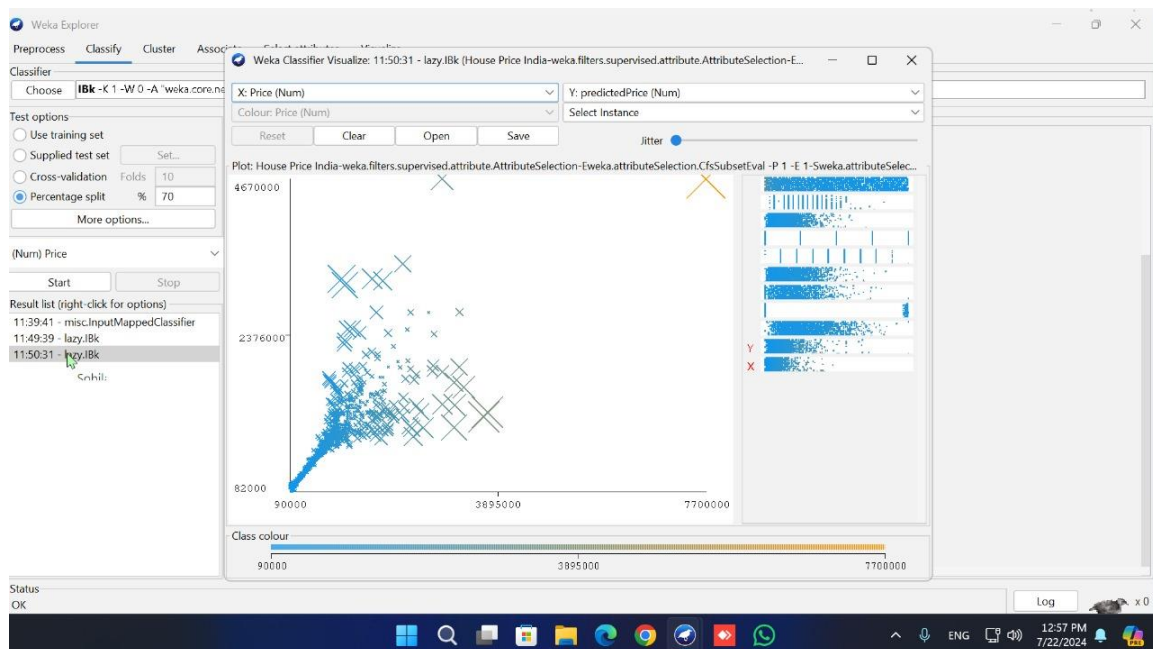 Weka Explorer
Preprocess Classify Cluster
Classifier
Choose IBk -K 1 -W 0 -A "weka.core.ne
Test options
Use training set
Supplied test set Set...
Cross-validation Folds 10
Percentage split % 70
More options...
(Num) Price
Start Stop
Result list (right-click for options)
11:39:41 - misc.InputMappedClassifier
11:49:39 - lazy.IBk
11:50:31 - lazy.IBk
Weka Classifier Visualize: 11:50:31 - lazy.IBk (House Price India-weka.filters.supervised.attribute.AttributeSelection-E...
X: Price (Num) Y: predictedPrice (Num)
Colour: Price (Num) Select Instance
Reset Clear Open Save Jitter
Plot: House Price India-weka.filters.supervised.attribute.AttributeSelection-Eweka.attributeSelection.CfsSubsetEval -P 1 -E 1-Sweka.attributeSelec...
4670000
2376000
82000
90000 3895000 7700000
Y
X
Class colour
90000 3895000 7700000
Status
OK
Log x 0
ENG 12:57 PM
7/22/2024
PRE